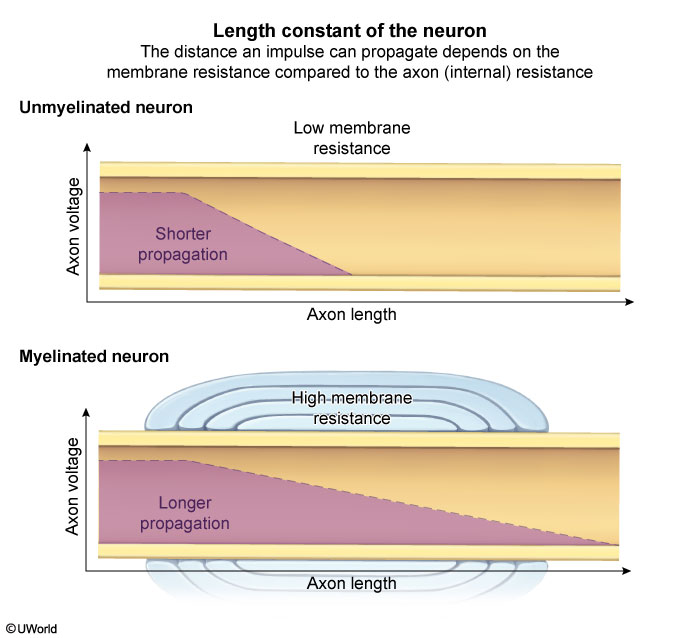 Length constant of the neuron
The distance an impulse can propagate depends on the
membrane resistance compared to the axon (internal) resistance
Unmyelinated neuron
Low membrane
resistance
Axon voltage
Shorter
propagation
Axon length
Myelinated neuron
High membrane
resistance
Axon voltage
Longer
propagation
Axon length
©UWorld